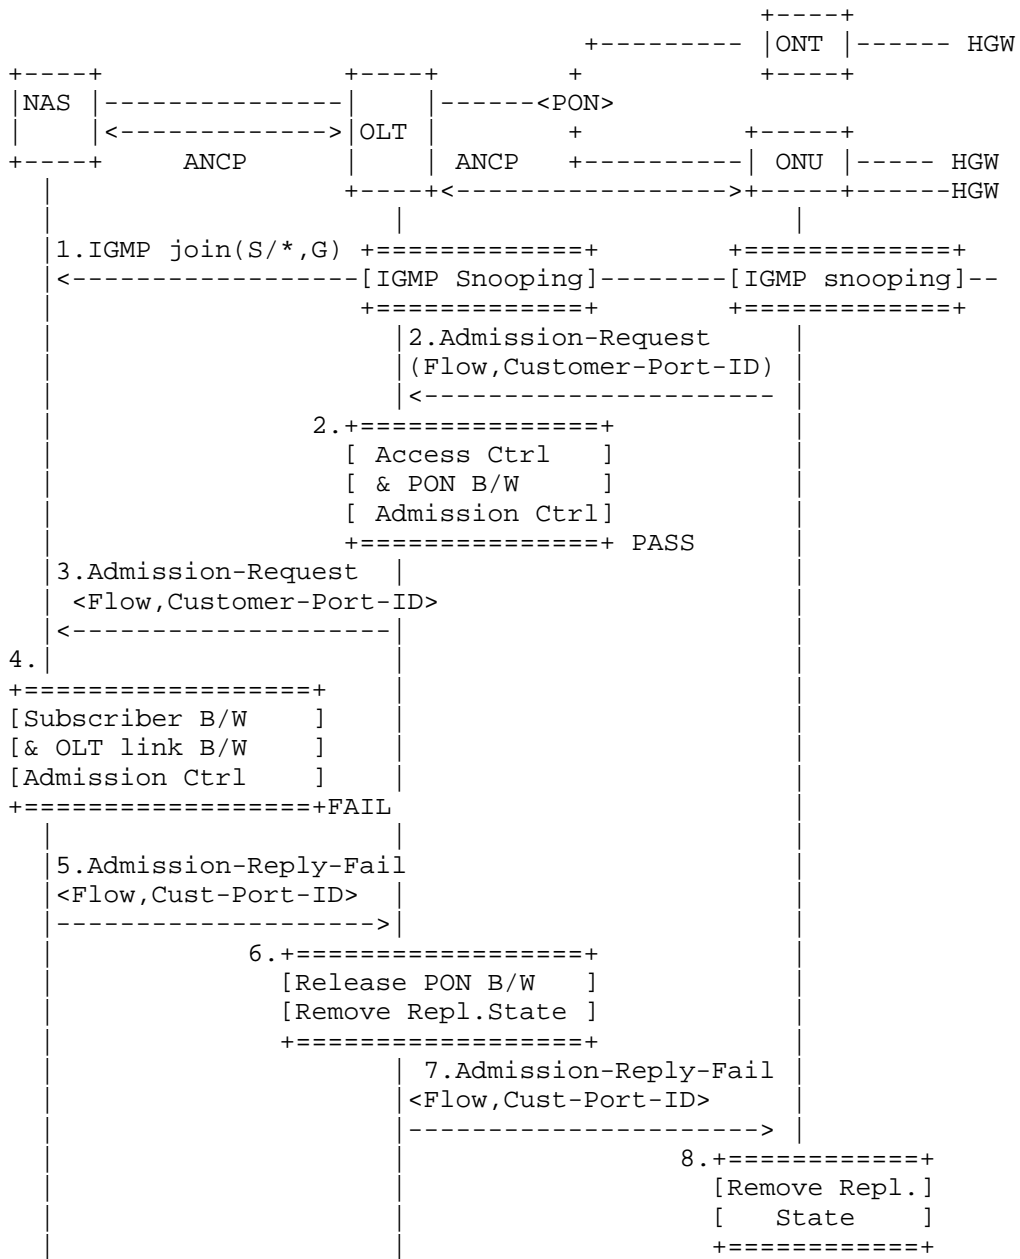 +----+
                                     +--------- |ONT |------ HGW
+----+               +----+        +            +----+
|NAS |---------------|    |------<PON>
|    |<------------->|OLT |        +           +-----+
+----+     ANCP      |    | ANCP   +----------| ONU |----- HGW
  |                  +----+<----------------->+-----+------HGW
  |                     |                        |
  |1.IGMP join(S/*,G) +=============+        +=============+
  |<------------------[IGMP Snooping]--------[IGMP snooping]--
  |                   +=============+        +=============+
  |                     |2.Admission-Request     |
  |                     |(Flow,Customer-Port-ID) |
  |                     |<---------------------- |
  |                2.+===============+           |
  |                  [ Access Ctrl   ]           |
  |                  [ & PON B/W     ]           |
  |                  [ Admission Ctrl]           |
  |                  +===============+ PASS      |
  |3.Admission-Request  |                        |
  | <Flow,Customer-Port-ID>                      |
  |<--------------------|                        |
4.|                     |                        |
+==================+    |                        |
[Subscriber B/W    ]    |                        |
[& OLT link B/W    ]    |                        |
[Admission Ctrl    ]    |                        |
+==================+FAIL                         |
  |                     |                        |
  |5.Admission-Reply-Fail                        |
  |<Flow,Cust-Port-ID>  |                        |
  |-------------------->|                        |
  |            6.+==================+            |
  |              [Release PON B/W   ]            |
  |              [Remove Repl.State ]            |
  |              +==================+            |
  |                     | 7.Admission-Reply-Fail |
  |                     |<Flow,Cust-Port-ID>     |
  |                     |----------------------> |
  |                     |                 8.+============+
  |                     |                   [Remove Repl.]
  |                     |                   [   State    ]
  |                     |                   +============+